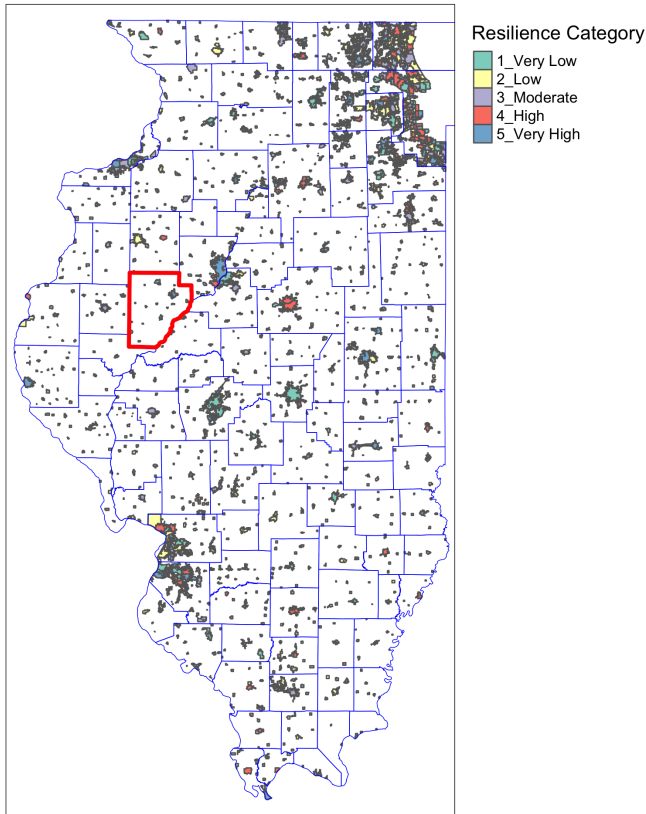 Resilience Category
1_Very Low
2_Low
3_Moderate
4_High
5_Very High